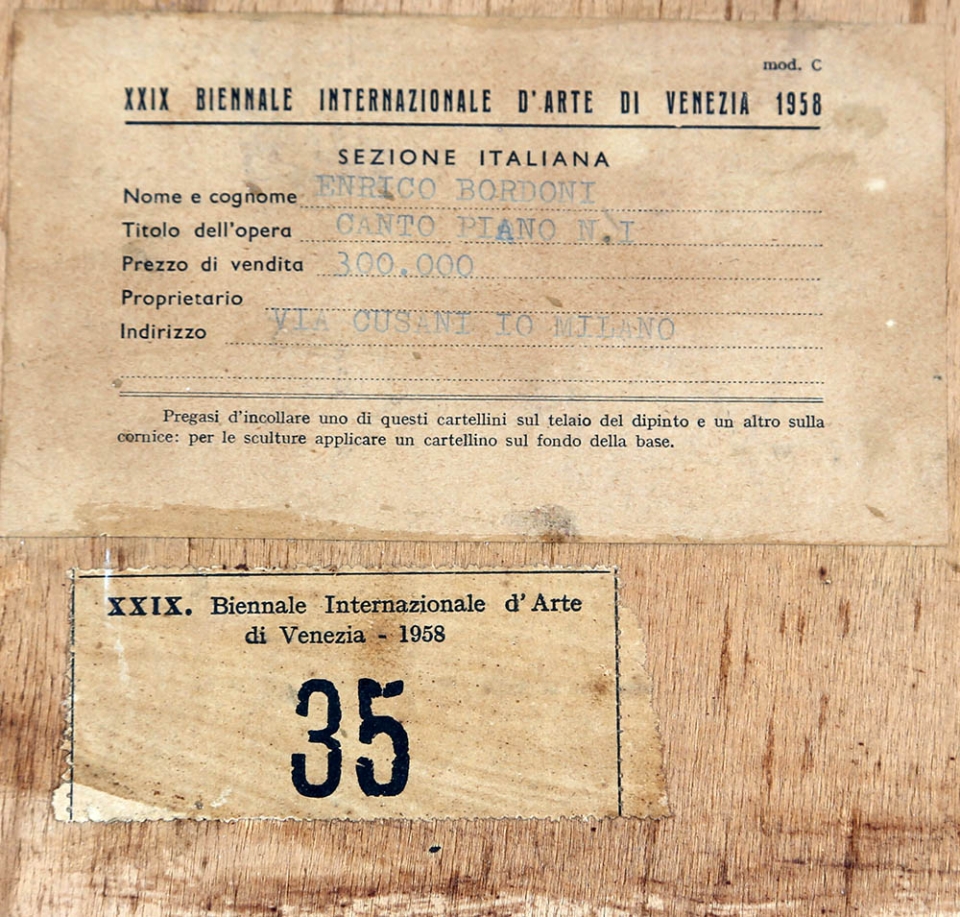 mod. C
XXIX BIENNALE INTERNAZIONALE D'ARTE DI VENEZIA 1958
SEZIONE ITALIANA
Nome e cognome ENRICO BORDONI
Titolo dell'opera CANTO PIANO N.I
Prezzo di vendita 300.000
Proprietario
Indirizzo VIA CUSANI IO MILANO
Pregasi d'incollare uno di questi cartellini sul telaio del dipinto e un altro sulla
cornice: per le sculture applicare un cartellino sul fondo della base.
XXIX. Biennale Internazionale d'Arte
di Venezia - 1958
35